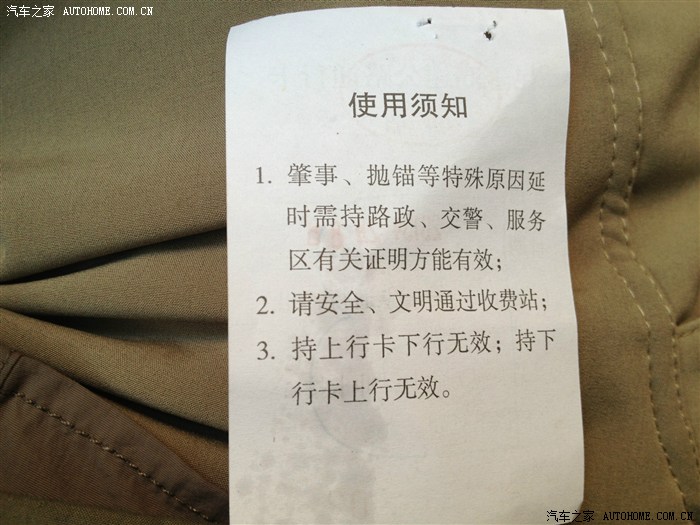 汽车之家 AUTOHOME.COM.CN
使用须知
1. 肇事、抛锚等特殊原因延
时需持路政、交警、服务
区有关证明方能有效;
2. 请安全、文明通过收费站;
3. 持上行卡下行无效;持下
行卡上行无效。
汽车之家 AUTOHOME.COM.CN